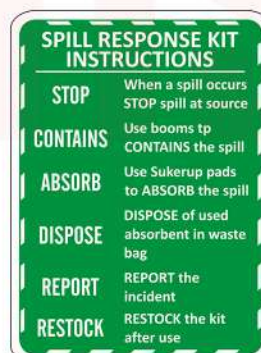 SPILL RESPONSE KIT
INSTRUCTIONS
STOP
When a spill occurs
STOP spill at source
CONTAINS
Use booms tp
CONTAINS the spill
ABSORB
Use Sukerup pads
to ABSORB the spill
DISPOSE
DISPOSE of used
absorbent in waste
bag
REPORT
REPORT the
incident
RESTOCK
RESTOCK the kit
after use